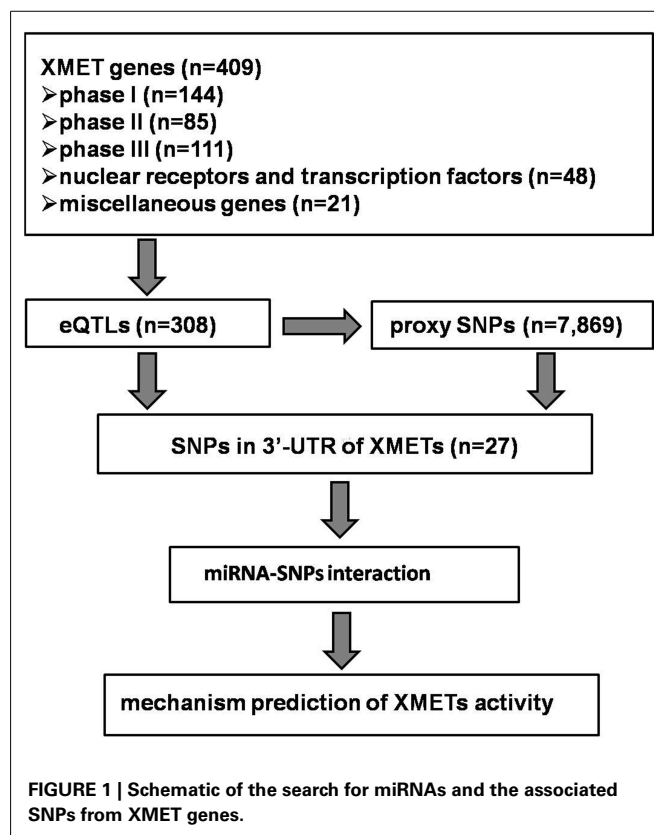 XMET genes (n=409)
➢phase I (n=144)
➢phase II (n=85)
➢phase III (n=111)
➢nuclear receptors and transcription factors (n=48)
➢miscellaneous genes (n=21)
eQTLs (n=308)
proxy SNPs (n=7,869)
SNPs in 3’-UTR of XMETs (n=27)
miRNA-SNPs interaction
mechanism prediction of XMETs activity
FIGURE 1 | Schematic of the search for miRNAs and the associated
SNPs from XMET genes.